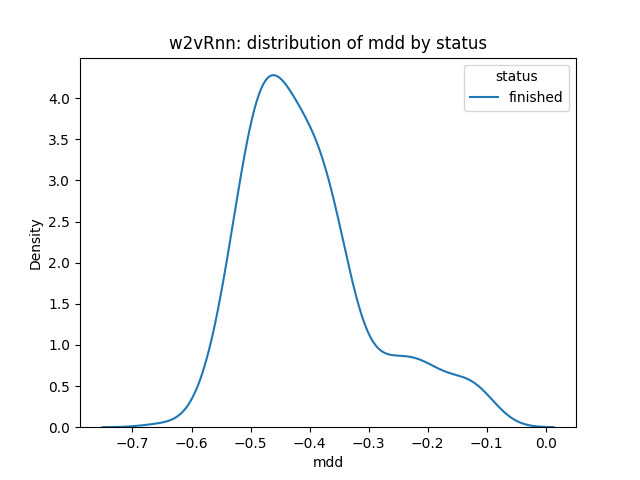 w2vRnn: distribution of mdd by status
status
finished
4.0
3.5
3.0
2.5
2.0
1.5
1.0
0.5
0.0
Density
−0.7 −0.6 −0.5 −0.4 −0.3 −0.2 −0.1 0.0
mdd